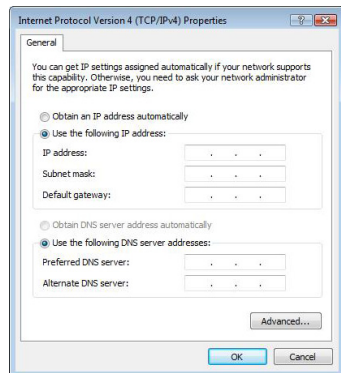 Internet Protocol Version 4 (TCP/IPv4) Properties
General
You can get IP settings assigned automatically if your network supports
this capability. Otherwise, you need to ask your network administrator
for the appropriate IP settings.
Obtain an IP address automatically
Use the following IP address:
IP address:
. . .
Subnet mask:
. . .
Default gateway:
. . .
Obtain DNS server address automatically
Use the following DNS server addresses:
Preferred DNS server:
. . .
Alternate DNS server:
. . .
Advanced...
OK Cancel